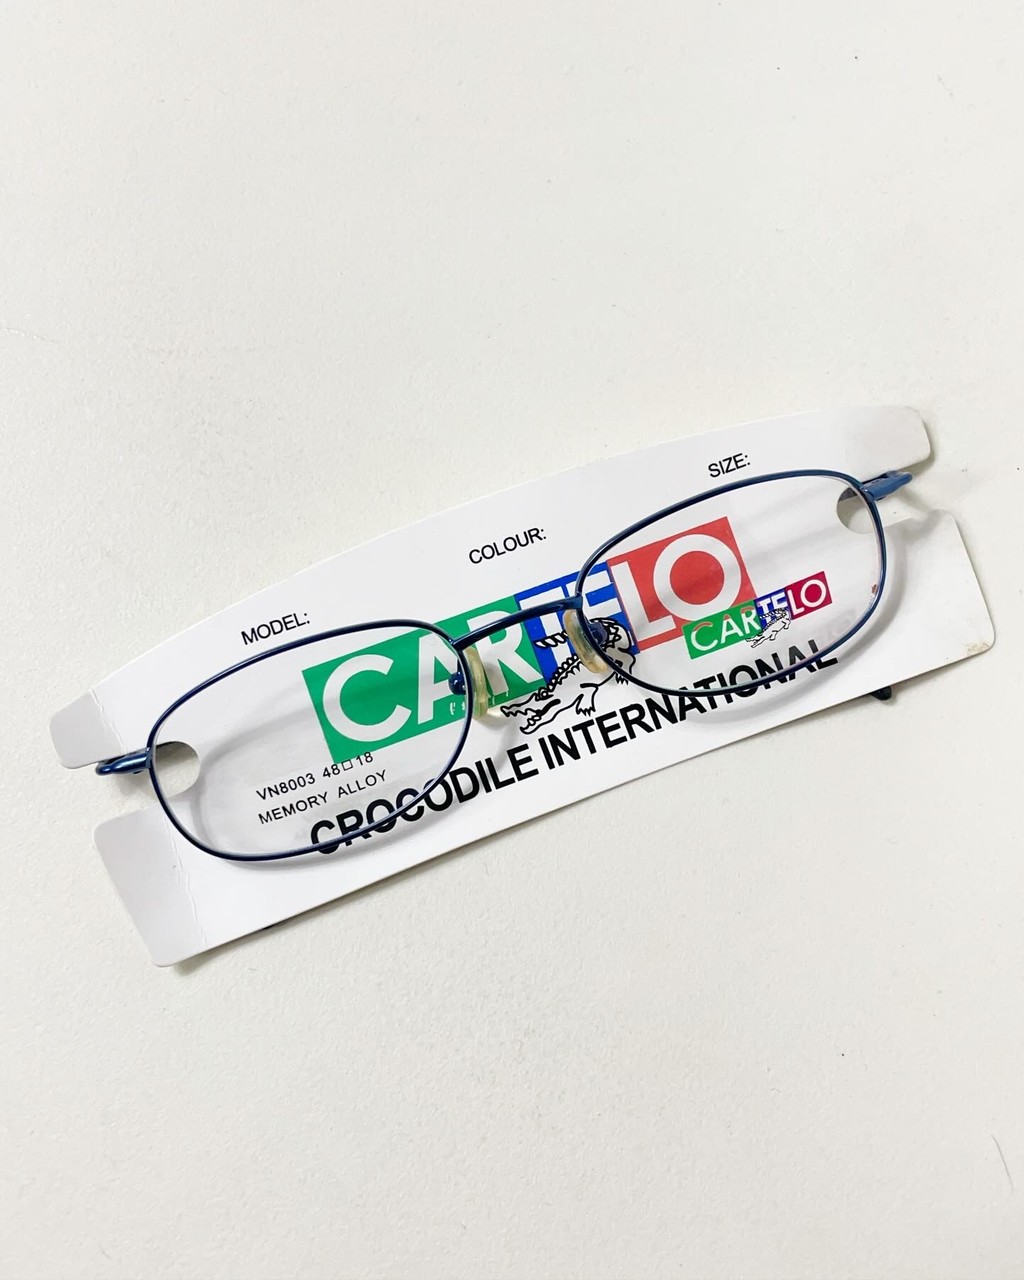 MODEL:
COLOUR:
SIZE:
CARTELO
CARTELO
CROCODILE INTERNATIONAL
VN8003 48□18
MEMORY ALLOY